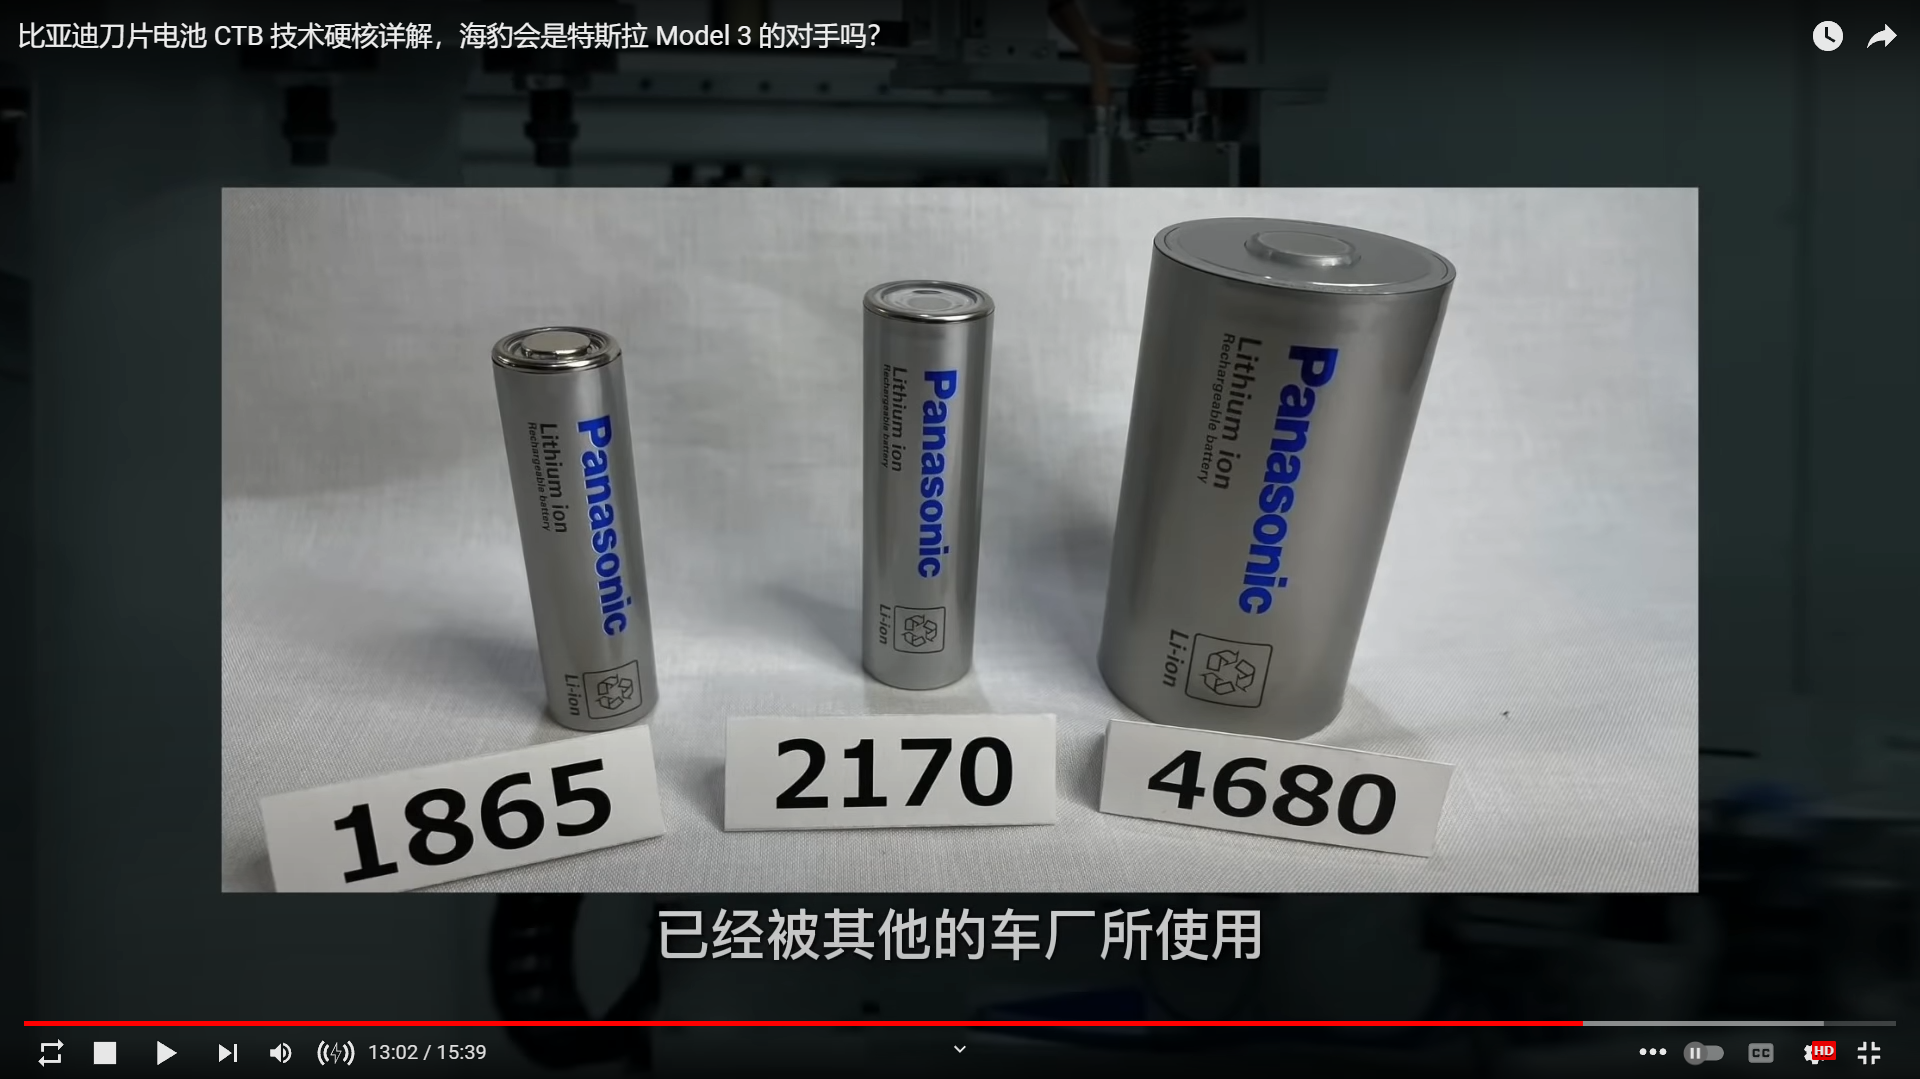 比亚迪刀片电池 CTB 技术硬核详解，海豹会是特斯拉 Model 3 的对手吗？
Panasonic
Lithium ion
Rechargeable battery
Li-ion
Panasonic
Lithium ion
Rechargeable battery
Li-ion
Panasonic
Lithium ion
Rechargeable battery
Li-ion
1865
2170
4680
已经被其他的车厂所使用
13:02 / 15:39
CC
HD